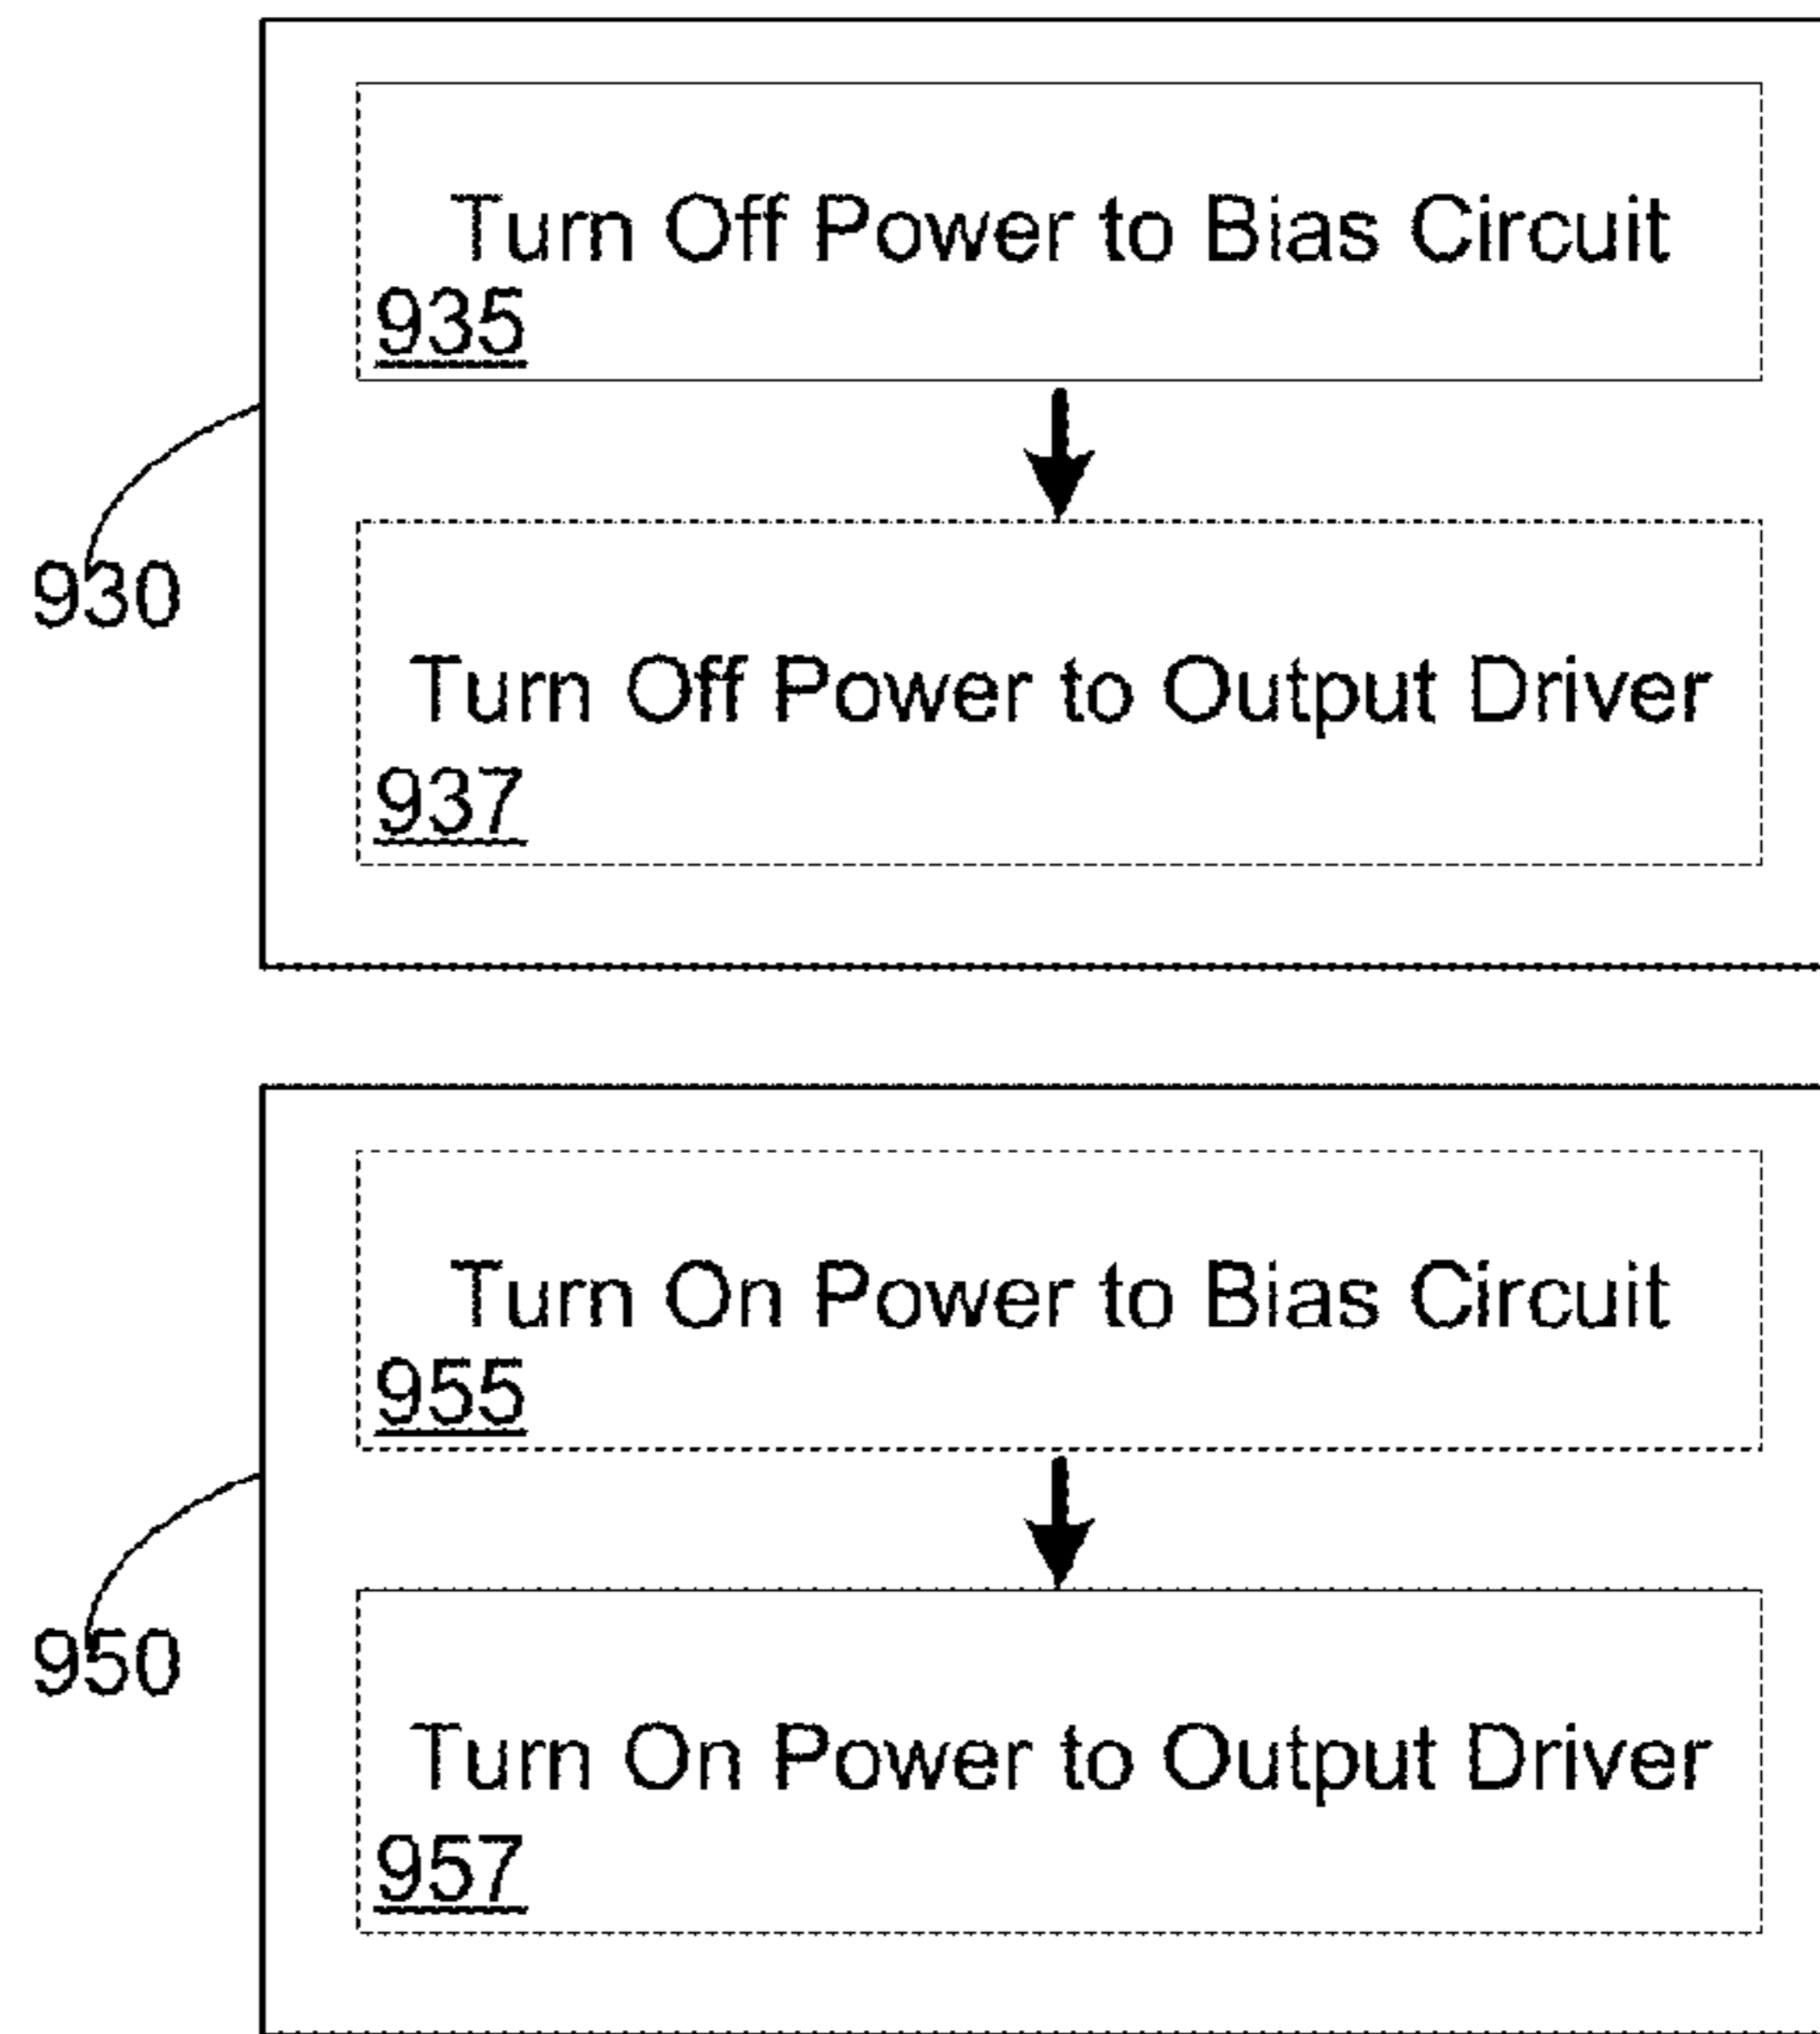 Turn Off Power to Bias Circuit
935
930
Turn Off Power to Output Driver
937
Turn On Power to Bias Circuit
955
950
Turn On Power to Output Driver
957